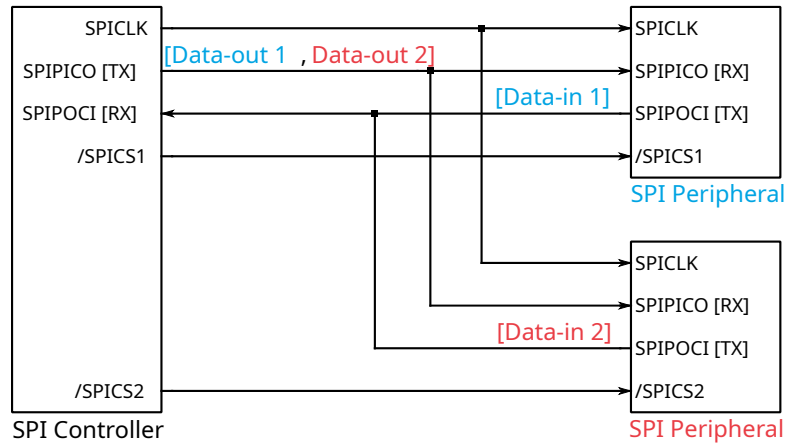 SPICLK
SPIPICO [TX]
SPIPOCI [RX]
/SPICS1
/SPICS2
SPI Controller
[Data-out 1 , Data-out 2]
[Data-in 1]
[Data-in 2]
SPICLK
SPIPICO [RX]
SPIPOCI [TX]
/SPICS1
SPI Peripheral
SPICLK
SPIPICO [RX]
SPIPOCI [TX]
/SPICS2
SPI Peripheral